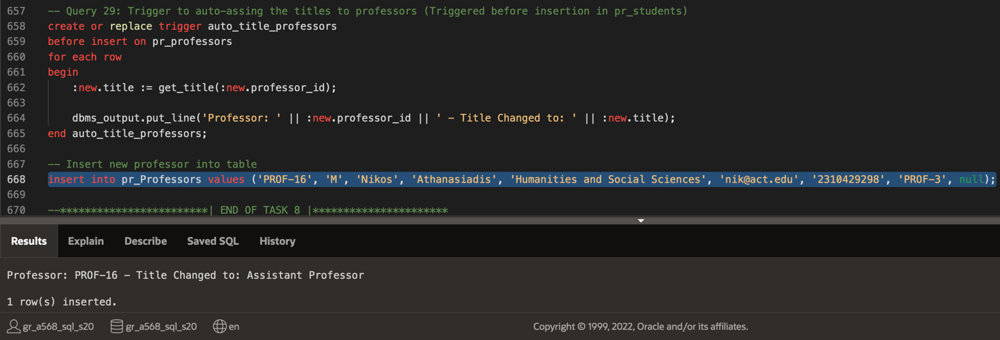 657 -- Query 29: Trigger to auto-assing the titles to professors (Triggered before insertion in pr_students)
658 create or replace trigger auto_title_professors
659 before insert on pr_professors
660 for each row
661 begin
662 :new.title := get_title(:new.professor_id);
663
664 dbms_output.put_line('Professor: ' || :new.professor_id || ' - Title Changed to: ' || :new.title);
665 end auto_title_professors;
666
667 -- Insert new professor into table
668 insert into pr_Professors values ('PROF-16', 'M', 'Nikos', 'Athanasiadis', 'Humanities and Social Sciences', 'nik@act.edu', '2310429298', 'PROF-3', null);
669
670 --************************| END OF TASK 8 |**********************
Results Explain Describe Saved SQL History
Professor: PROF-16 - Title Changed to: Assistant Professor
1 row(s) inserted.
gr_a568_sql_s20 gr_a568_sql_s20 en Copyright © 1999, 2022, Oracle and/or its affiliates.